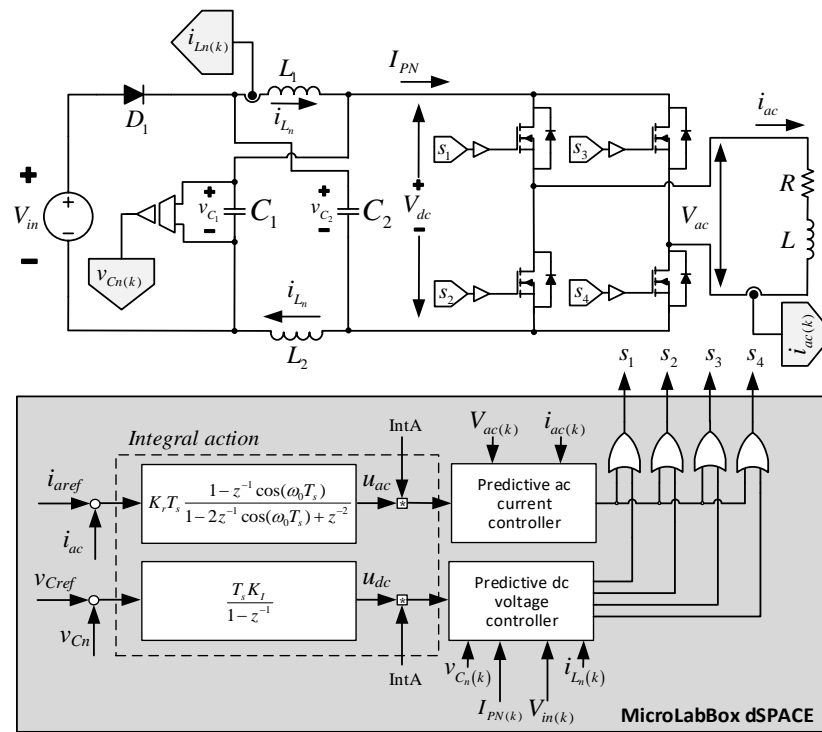 i_{Ln(k)}
L_1
I_{PN}
i_{L_n}
D_1
i_{ac}
s_1
s_3
+
V_{in}
-
+
v_{C_1}
-
C_1
+
v_{C_2}
-
C_2
+
V_{dc}
-
V_{ac}
R
L
v_{Cn(k)}
i_{L_n}
L_2
s_2
s_4
i_{ac(k)}
s_1 s_2 s_3 s_4
Integral action
IntA
V_{ac(k)}
i_{ac(k)}
i_{aref}
i_{ac}
K_r T_s \frac{1-z^{-1}\cos(\omega_0 T_s)}{1-2z^{-1}\cos(\omega_0 T_s)+z^{-2}}
u_{ac}
*
Predictive ac
current
controller
v_{Cref}
v_{Cn}
\frac{T_s K_I}{1-z^{-1}}
u_{dc}
*
Predictive dc
voltage
controller
IntA
v_{C_n(k)}
I_{PN(k)}
V_{in(k)}
i_{L_n(k)}
MicroLabBox dSPACE